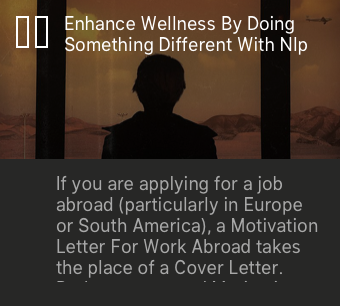 Enhance Wellness By Doing
Something Different With Nlp
If you are applying for a job
abroad (particularly in Europe
or South America), a Motivation
Letter For Work Abroad takes
the place of a Cover Letter.